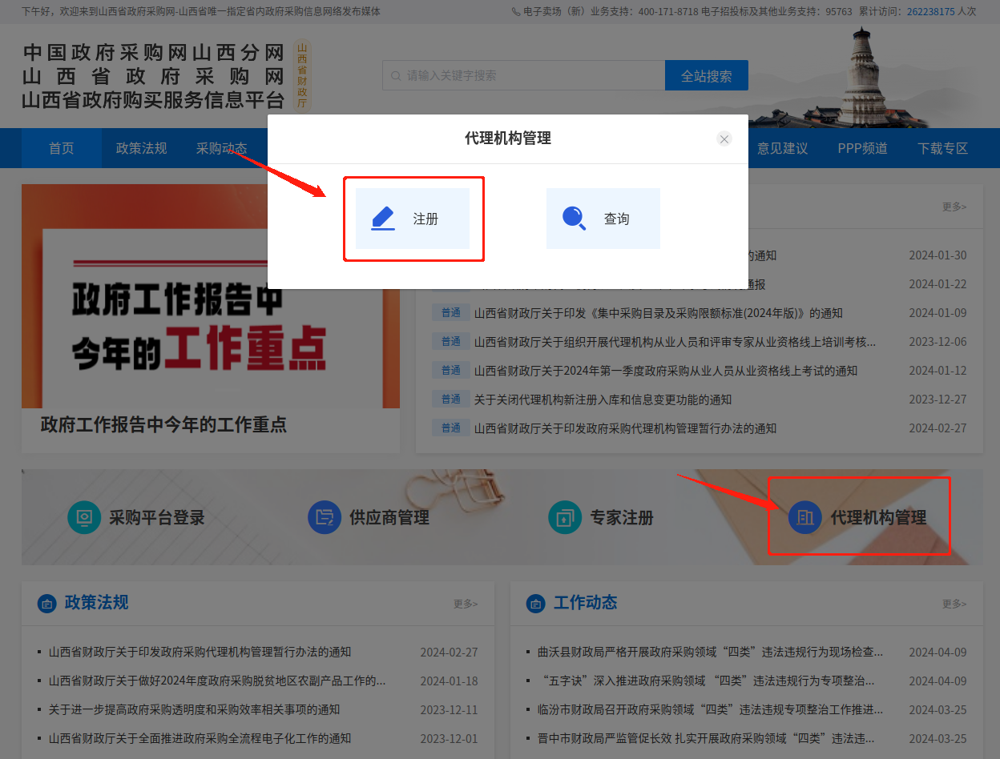 下午好，欢迎来到山西省政府采购网-山西省唯一指定省内政府采购信息网络发布媒体
电子卖场（新）业务支持：400-171-8718 电子招投标及其他业务支持：95763 累计访问：262238175 人次
中国政府采购网山西分网
山西省政府采购网
山西省政府购买服务信息平台
山西省财政厅
请输入关键字搜索
全站搜索
首页 政策法规 采购动态 意见建议 PPP频道 下载专区
代理机构管理
注册 查询
更多>
的通知 2024-01-30
通报 2024-01-22
普通 山西省财政厅关于印发《集中采购目录及采购限额标准(2024年版)》的通知 2024-01-09
普通 山西省财政厅关于组织开展代理机构从业人员和评审专家从业资格线上培训考核... 2023-12-06
普通 山西省财政厅关于2024年第一季度政府采购从业人员从业资格线上考试的通知 2024-01-12
普通 关于关闭代理机构新注册入库和信息变更功能的通知 2023-12-27
普通 山西省财政厅关于印发政府采购代理机构管理暂行办法的通知 2024-02-27
政府工作报告中
今年的工作重点
政府工作报告中今年的工作重点
采购平台登录 供应商管理 专家注册 代理机构管理
政策法规 更多>
山西省财政厅关于印发政府采购代理机构管理暂行办法的通知 2024-02-27
山西省财政厅关于做好2024年度政府采购脱贫地区农副产品工作的... 2024-01-18
关于进一步提高政府采购透明度和采购效率相关事项的通知 2023-12-11
山西省财政厅关于全面推进政府采购全流程电子化工作的通知 2023-12-01
工作动态 更多>
曲沃县财政局严格开展政府采购领域“四类”违法违规行为现场检查... 2024-04-09
“五字诀”深入推进政府采购领域 “四类”违法违规行为专项整治... 2024-04-09
临汾市财政局召开政府采购领域“四类”违法违规专项整治工作推进... 2024-03-25
晋中市财政局严监管促长效 扎实开展政府采购领域“四类”违法违... 2024-03-25